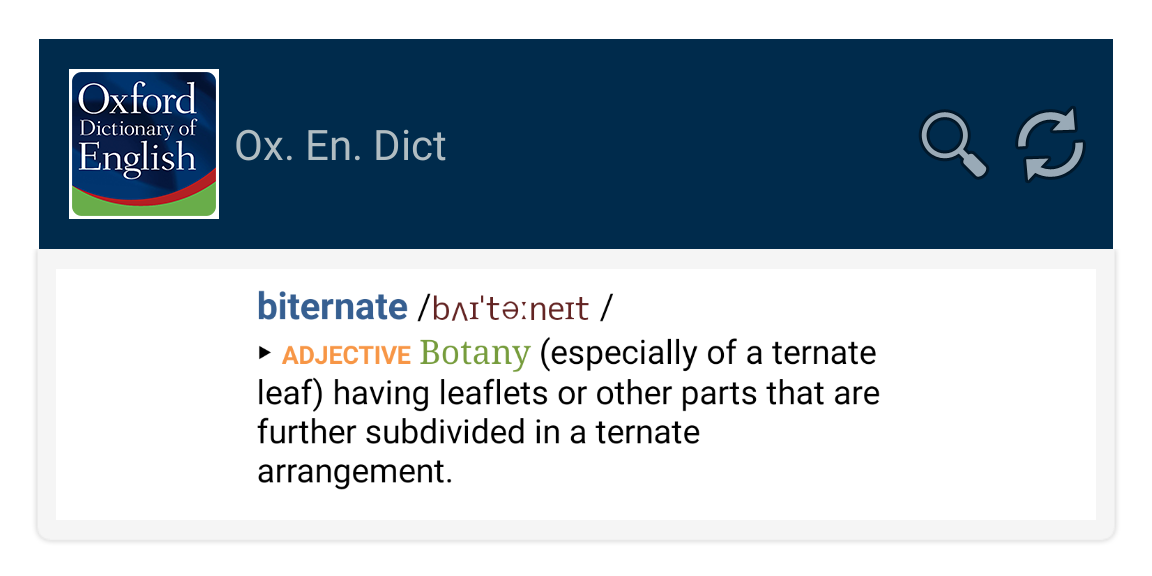 Oxford
Dictionary of
English
Ox. En. Dict
biternate /bʌɪˈtəːneɪt /
▸ ADJECTIVE Botany (especially of a ternate
leaf) having leaflets or other parts that are
further subdivided in a ternate
arrangement.